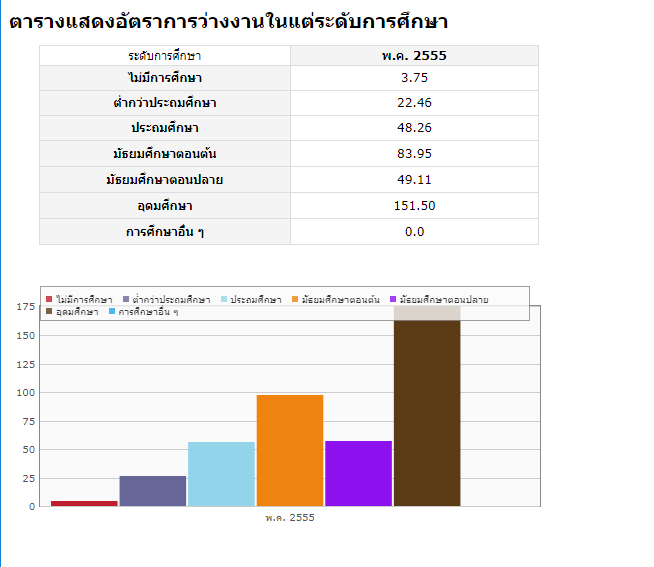 ตารางแสดงอัตราการว่างงานในแต่ระดับการศึกษา
ระดับการศึกษา พ.ค. 2555
ไม่มีการศึกษา 3.75
ต่ำกว่าประถมศึกษา 22.46
ประถมศึกษา 48.26
มัธยมศึกษาตอนต้น 83.95
มัธยมศึกษาตอนปลาย 49.11
อุดมศึกษา 151.50
การศึกษาอื่น ๆ 0.0
ไม่มีการศึกษา ต่ำกว่าประถมศึกษา ประถมศึกษา มัธยมศึกษาตอนต้น มัธยมศึกษาตอนปลาย
อุดมศึกษา การศึกษาอื่น ๆ
175
150
125
100
75
50
25
0
พ.ค. 2555